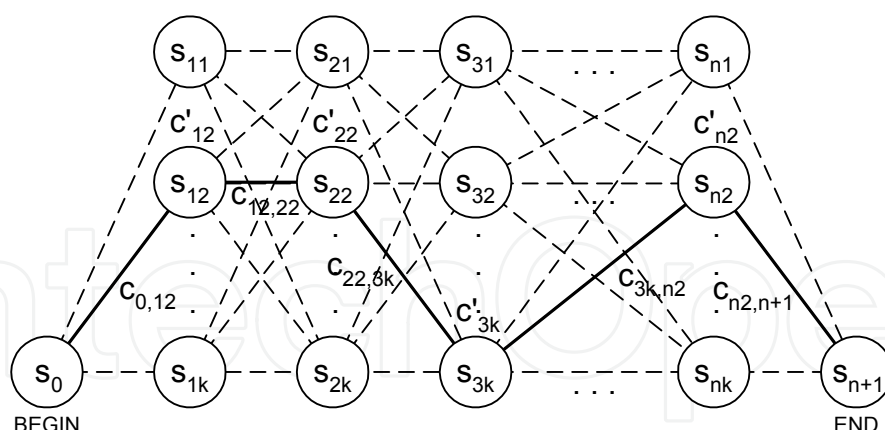 s11 s21 s31 . . . sn1
c'12 c'22 c'n2
s12 s22 s32 . . . sn2
c12,22
c0,12 c22,3k c3k,n2 cn2,n+1
c'3k
s0 s1k s2k s3k . . . snk sn+1
BEGIN END